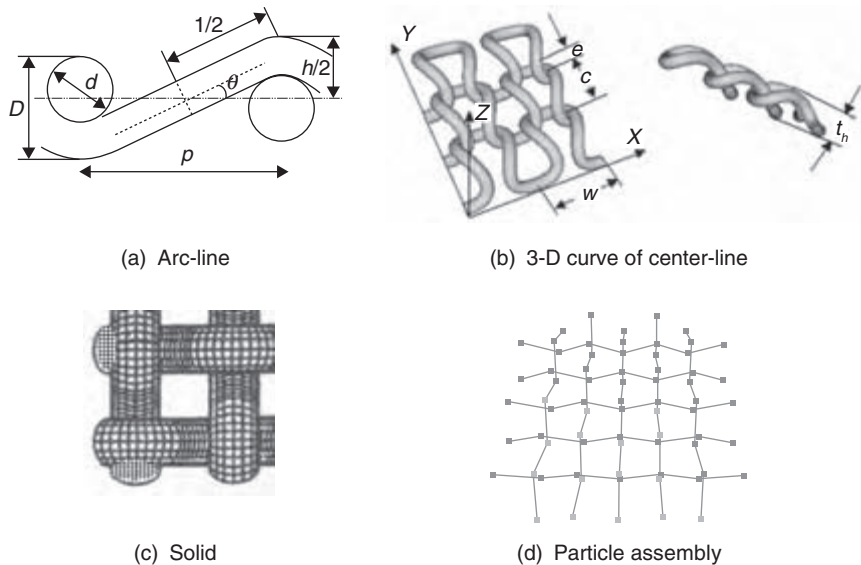 1/2
h/2
d
θ
D
p
(a) Arc-line
Y
e
c
Z
X
w
t_h
(b) 3-D curve of center-line
(c) Solid
(d) Particle assembly